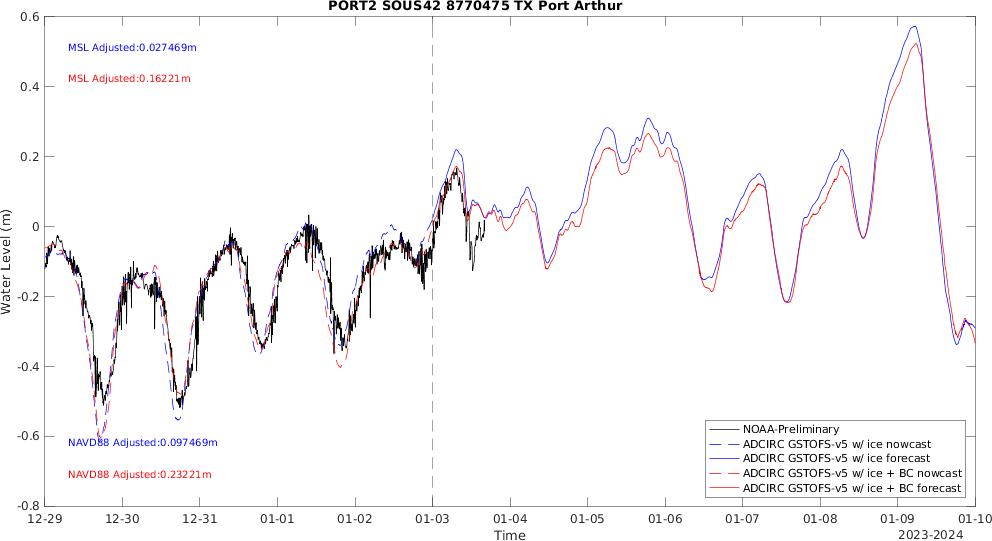 PORT2 SOUS42 8770475 TX Port Arthur
0.6
0.4
0.2
0
-0.2
-0.4
-0.6
-0.8
Water Level (m)
MSL Adjusted:0.027469m
MSL Adjusted:0.16221m
NAVD88 Adjusted:0.097469m
NAVD88 Adjusted:0.23221m
NOAA-Preliminary
ADCIRC GSTOFS-v5 w/ ice nowcast
ADCIRC GSTOFS-v5 w/ ice forecast
ADCIRC GSTOFS-v5 w/ ice + BC nowcast
ADCIRC GSTOFS-v5 w/ ice + BC forecast
12-29 12-30 12-31 01-01 01-02 01-03 01-04 01-05 01-06 01-07 01-08 01-09 01-10
Time
2023-2024